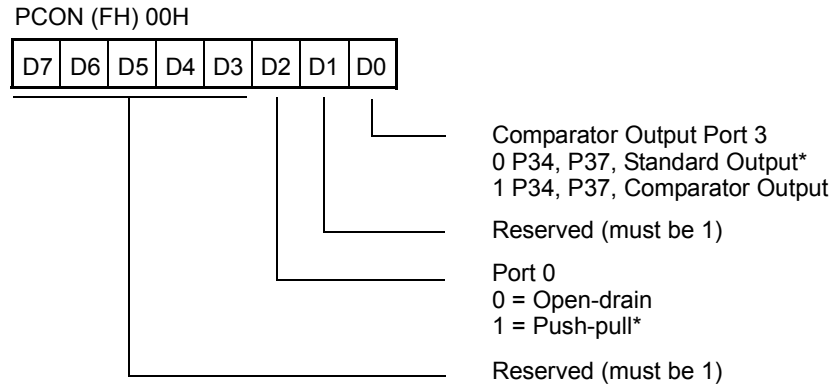 PCON (FH) 00H
D7 D6 D5 D4 D3 D2 D1 D0
Comparator Output Port 3
0 P34, P37, Standard Output*
1 P34, P37, Comparator Output
Reserved (must be 1)
Port 0
0 = Open-drain
1 = Push-pull*
Reserved (must be 1)